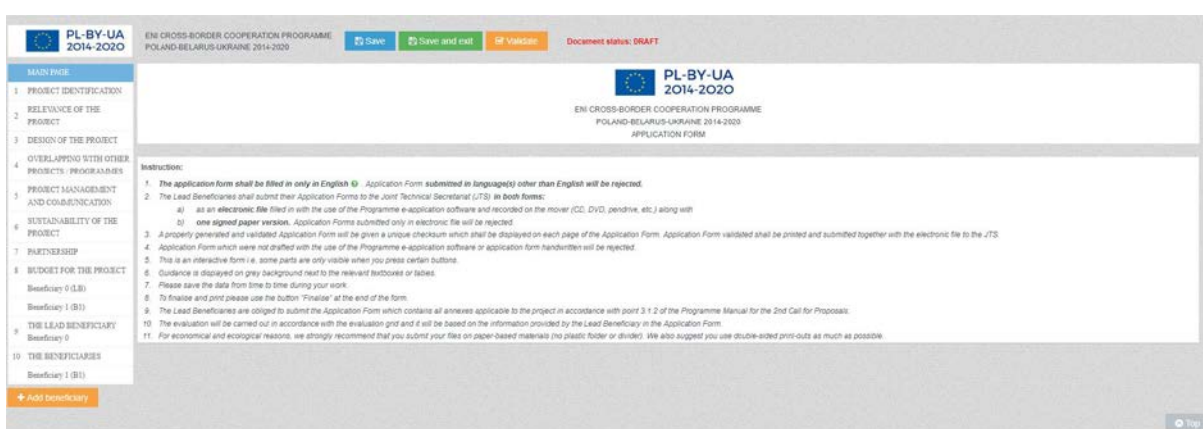 PL-BY-UA
2014-2020
ENI CROSS-BORDER COOPERATION PROGRAMME
POLAND-BELARUS-UKRAINE 2014-2020
Save
Save and exit
Validate
Document status: DRAFT
MAIN PAGE
1 PROJECT IDENTIFICATION
2 RELEVANCE OF THE
PROJECT
3 DESIGN OF THE PROJECT
4 OVERLAPPING WITH OTHER
PROJECTS / PROGRAMMES
5 PROJECT MANAGEMENT
AND COMMUNICATION
6 SUSTAINABILITY OF THE
PROJECT
7 PARTNERSHIP
8 BUDGET FOR THE PROJECT
Beneficiary 0 (LB)
Beneficiary 1 (B1)
9 THE LEAD BENEFICIARY
Beneficiary 0
10 THE BENEFICIARIES
Beneficiary 1 (B1)
+ Add beneficiary
PL-BY-UA
2014-2020
ENI CROSS-BORDER COOPERATION PROGRAMME
POLAND-BELARUS-UKRAINE 2014-2020
APPLICATION FORM
Instruction:
1. The application form shall be filled in only in English . Application Form submitted in language(s) other than English will be rejected.
2. The Lead Beneficiaries shall submit their Application Forms to the Joint Technical Secretariat (JTS) in both forms:
a) as an electronic file filled in with the use of the Programme e-application software and recorded on the mover (CD, DVD, pendrive, etc.) along with
b) one signed paper version. Application Forms submitted only in electronic file will be rejected.
3. A properly generated and validated Application Form will be given a unique checksum which shall be displayed on each page of the Application Form. Application Form validated shall be printed and submitted together with the electronic file to the JTS.
4. Application Form which were not drafted with the use of the Programme e-application software or application form handwritten will be rejected.
5. This is an interactive form i.e. some parts are only visible when you press certain buttons.
6. Guidance is displayed on grey background next to the relevant textboxes or tables.
7. Please save the data from time to time during your work.
8. To finalise and print please use the button "Finalise" at the end of the form.
9. The Lead Beneficiaries are obliged to submit the Application Form which contains all annexes applicable to the project in accordance with point 3.1.2 of the Programme Manual for the 2nd Call for Proposals.
10. The evaluation will be carried out in accordance with the evaluation grid and it will be based on the information provided by the Lead Beneficiary in the Application Form.
11. For economical and ecological reasons, we strongly recommend that you submit your files on paper-based materials (no plastic folder or divider). We also suggest you use double-sided print-outs as much as possible.
Top